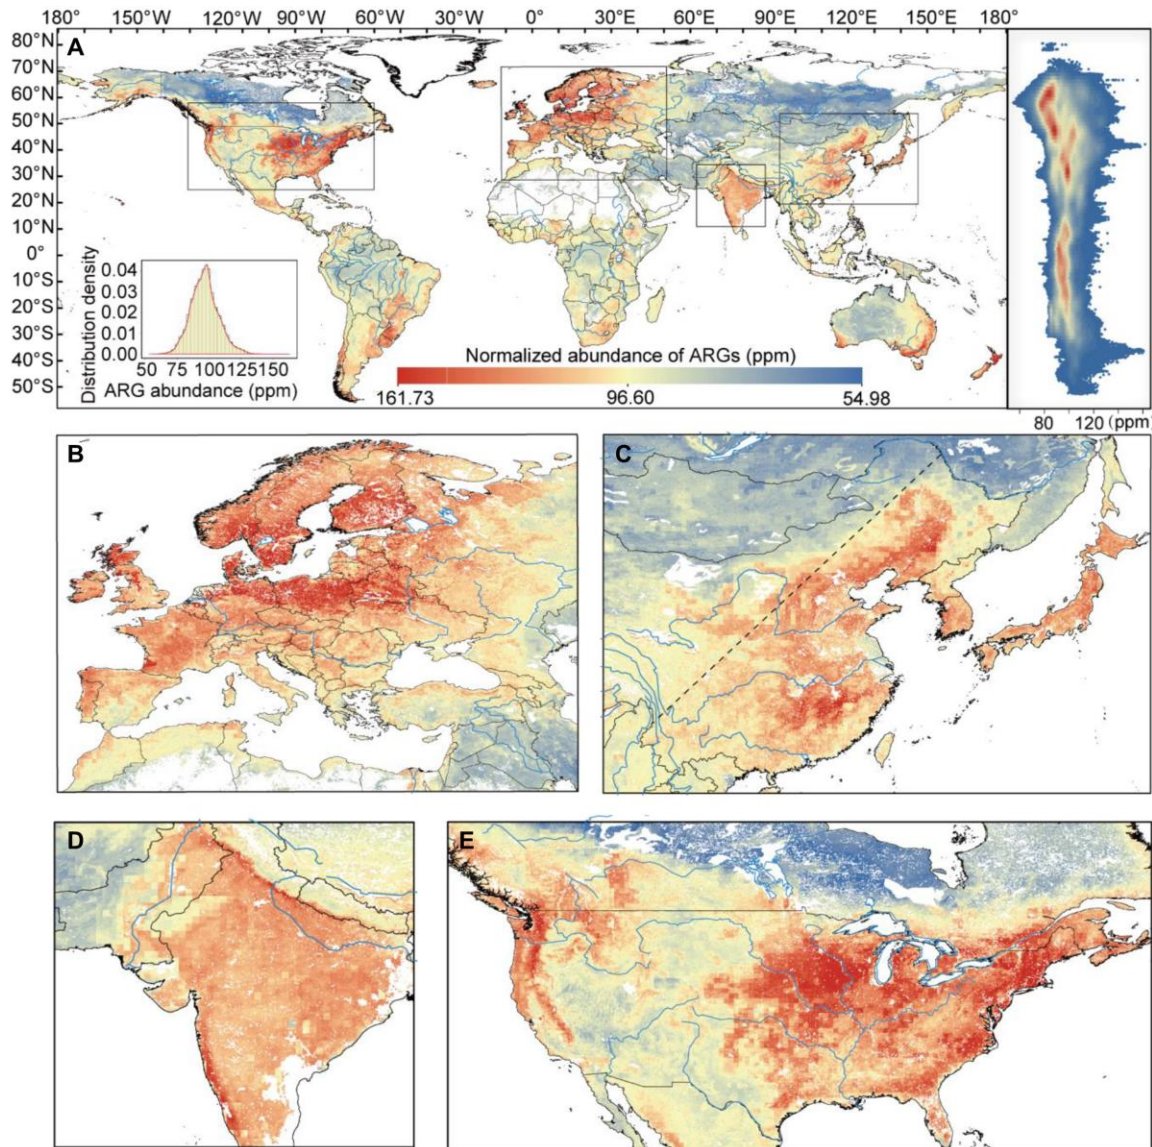 180° 150°W 120°W 90°W 60°W 30°W 0° 30°E 60°E 90°E 120°E 150°E 180°
A
80°N
70°N
60°N
50°N
40°N
30°N
20°N
10°N
0°
10°S
20°S
30°S
40°S
50°S
Distribution density
0.04
0.03
0.02
0.01
0.00
50 75 100 125 150
ARG abundance (ppm)
Normalized abundance of ARGs (ppm)
161.73 96.60 54.98
80 120 (ppm)
B
C
D
E